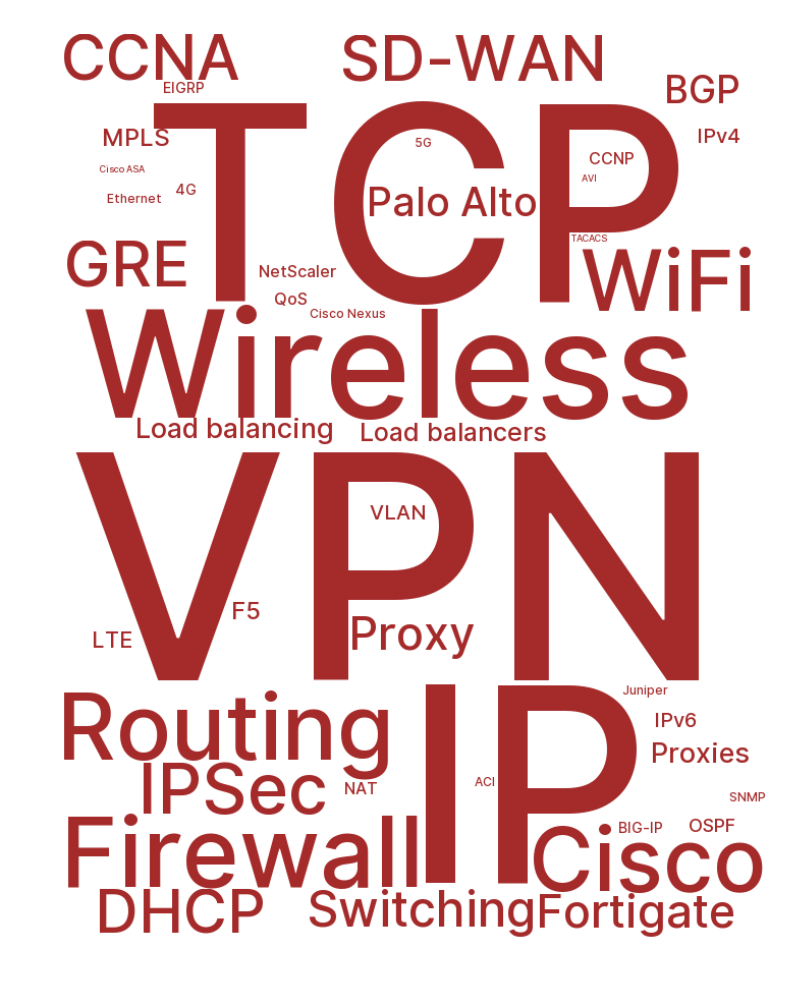 CCNA
SD-WAN
EIGRP
BGP
TCP
MPLS
5G
IPv4
CCNP
Cisco ASA
AVI
4G
Ethernet
Palo Alto
TACACS
GRE
WiFi
NetScaler
QoS
Cisco Nexus
Wireless
Load balancing
Load balancers
VPN
VLAN
F5
LTE
Proxy
Juniper
IP
IPv6
Routing
Proxies
ACI
IPSec
NAT
SNMP
BIG-IP
OSPF
Firewall
Cisco
DHCP
Switching
Fortigate